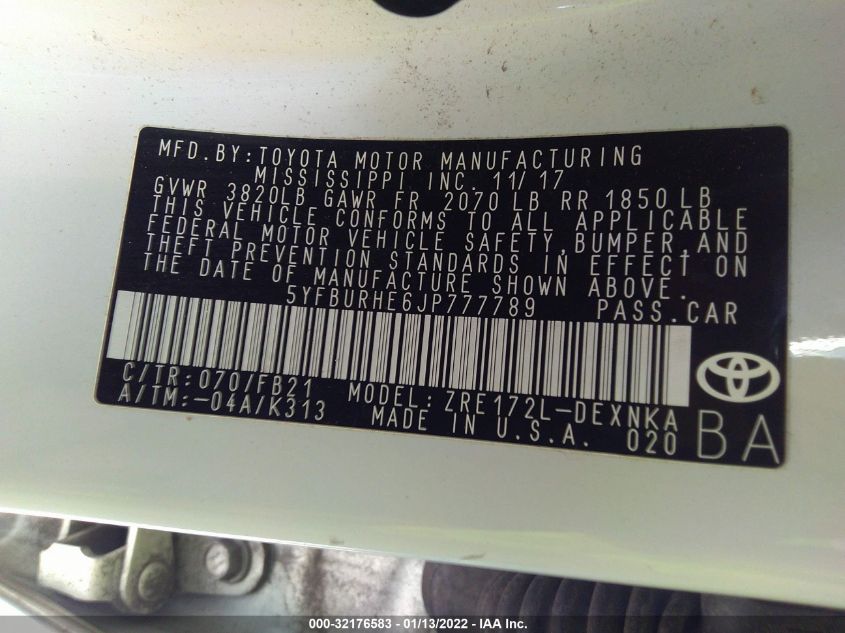 MFD.BY:TOYOTA MOTOR MANUFACTURING
MISSISSIPPI INC. 11/17
GVWR 3820LB GAWR FR 2070 LB RR 1850 LB
THIS VEHICLE CONFORMS TO ALL APPLICABLE
FEDERAL MOTOR VEHICLE SAFETY,BUMPER,AND
THEFT PREVENTION STANDARDS IN EFFECT ON
THE DATE OF MANUFACTURE SHOWN ABOVE.
5YFBURHE6JP777789 PASS.CAR
C/TR:070/FB21 MODEL:ZRE172L-DEXNKA
A/TM:-04A/K313 MADE IN U.S.A. 020
BA
000-32176583 - 01/13/2022 - IAA Inc.